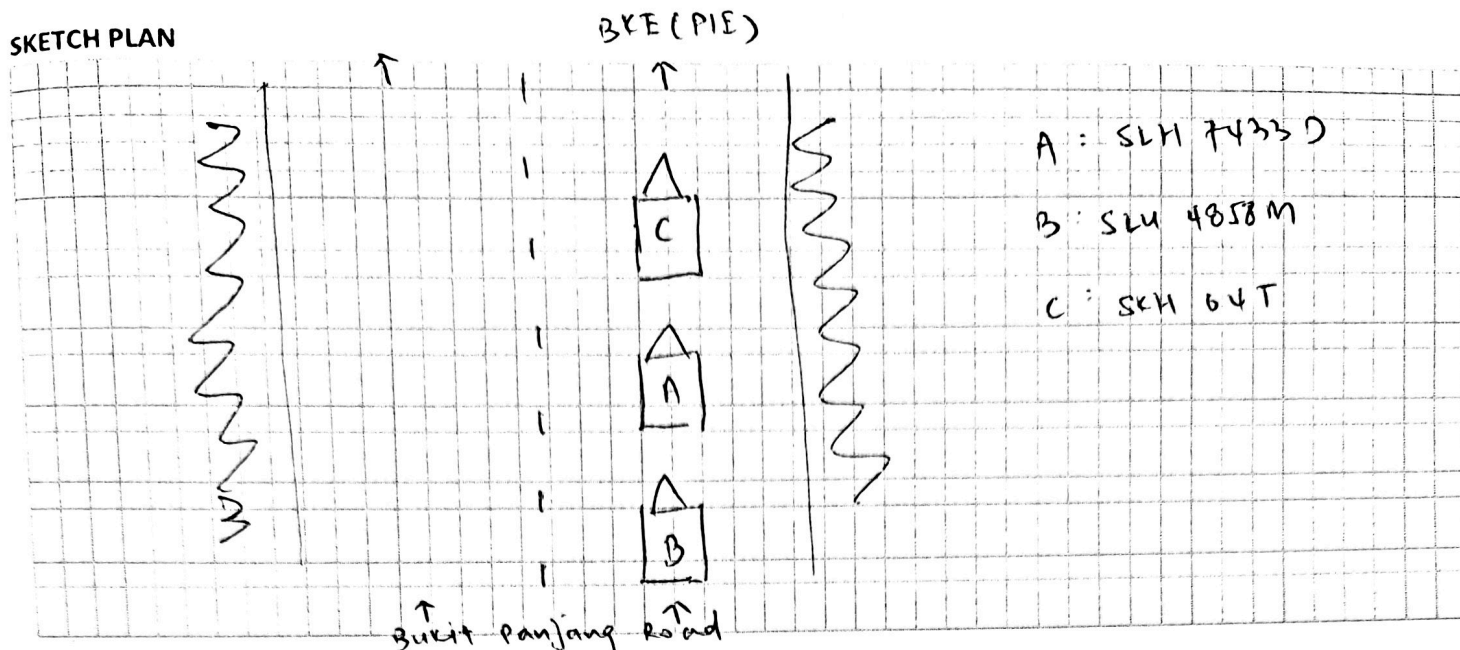 BKE (PIE)
SKETCH PLAN
A : SLH 7433 D
B : SLU 4858 M
C : SKH 64 T
C
A
B
Bukit Panjang Road